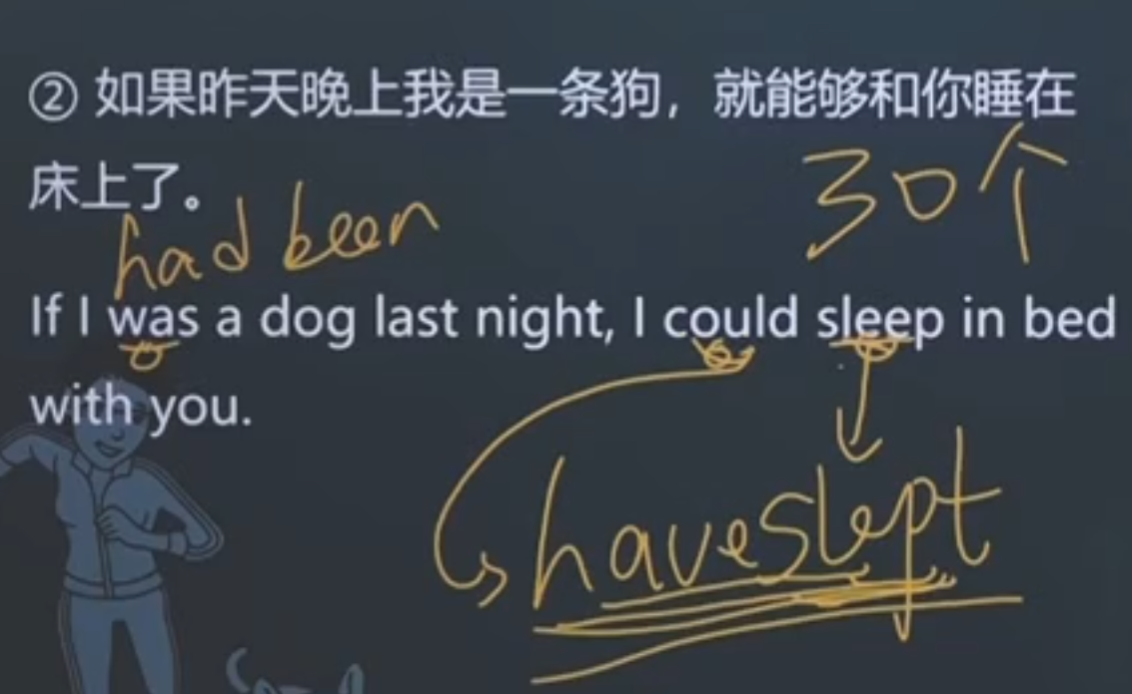 ② 如果昨天晚上我是一条狗，就能够和你睡在
床上了。
had been
30个
If I was a dog last night, I could sleep in bed
with you.
have slept